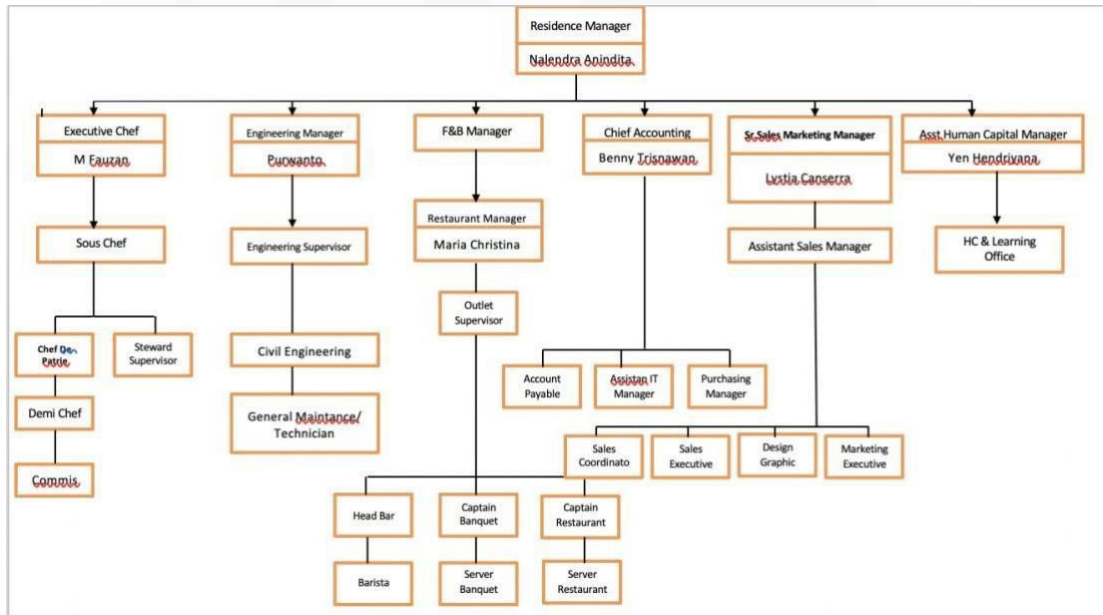 Residence Manager
Nalendra Anindita
Executive Chef
M Fauzan
Engineering Manager
Purwanto
F&B Manager
Chief Accounting
Benny Trisnawan
Sr.Sales Marketing Manager
Lystia Canserra
Asst.Human Capital Manager
Yen Hendriyana
Sous Chef
Engineering Supervisor
Restaurant Manager
Maria Christina
Assistant Sales Manager
HC & Learning
Office
Outlet
Supervisor
Chef De
Patrie
Steward
Supervisor
Civil Engineering
Account
Payable
Assistan IT
Manager
Purchasing
Manager
Demi Chef
General Maintance/
Technician
Sales
Coordinato
Sales
Executive
Design
Graphic
Marketing
Executive
Commis
Head Bar
Captain
Banquet
Captain
Restaurant
Barista
Server
Banquet
Server
Restaurant